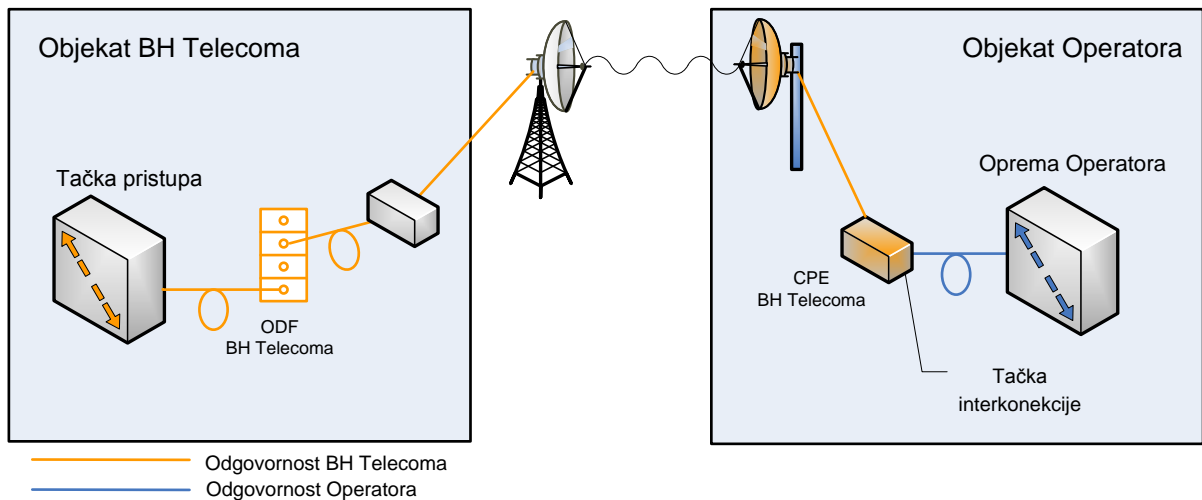 Objekat BH Telecoma
Objekat Operatora
Tačka pristupa
Oprema Operatora
ODF
BH Telecoma
CPE
BH Telecoma
Tačka
interkonekcije
Odgovornost BH Telecoma
Odgovornost Operatora